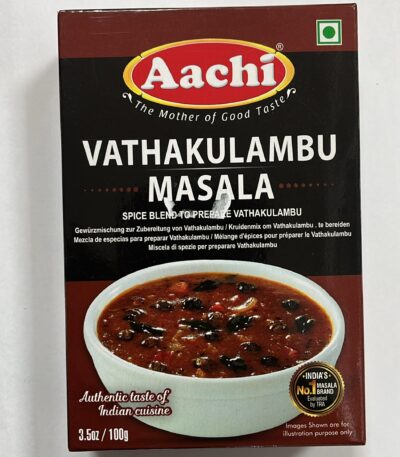 Aachi®
The Mother of Good Taste
VATHAKULAMBU
MASALA
SPICE BLEND TO PREPARE VATHAKULAMBU
Gewürzmischung zur Zubereitung von Vathakulambu / Kruidenmix om Vathakulambu . te bereiden
Mezcla de especias para preparar Vathakulambu / Mélange d'épices pour préparer le Vathakulambu
Miscela di spezie per preparare Vathakulambu
INDIA'S
No.1 MASALA BRAND
Evaluated
by TRA
Authentic taste of
Indian cuisine
3.5oz / 100g
Images Shown are for
illustration purpose only